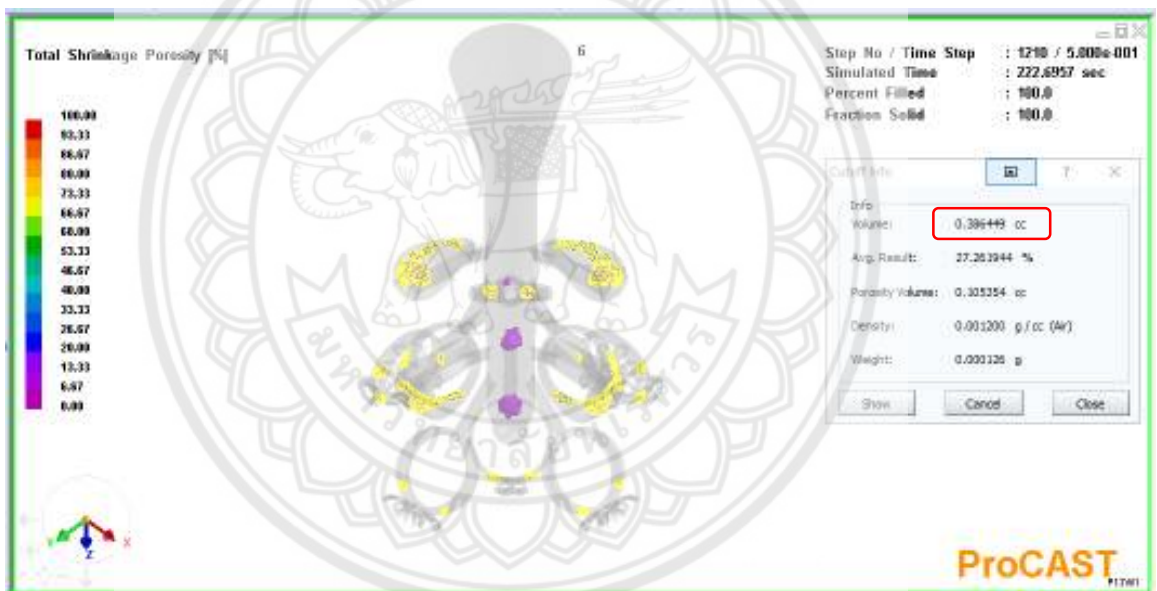 Total Shrinkage Porosity [%]
6
Step No / Time Step : 1210 / 5.000e-001
Simulated Time : 222.6957 sec
Percent Filled : 100.0
Fraction Solid : 100.0
100.00
93.33
86.67
80.00
73.33
66.67
60.00
53.33
46.67
40.00
33.33
26.67
20.00
13.33
6.67
0.00
Cutoff Info
?
Info
Volume: 0.386449 cc
Avg. Result: 27.261944 %
Porosity Volume: 0.105354 cc
Density: 0.001200 g / cc (Air)
Weight: 0.000126 g
Show Cancel Close
Y X
Z
ProCAST